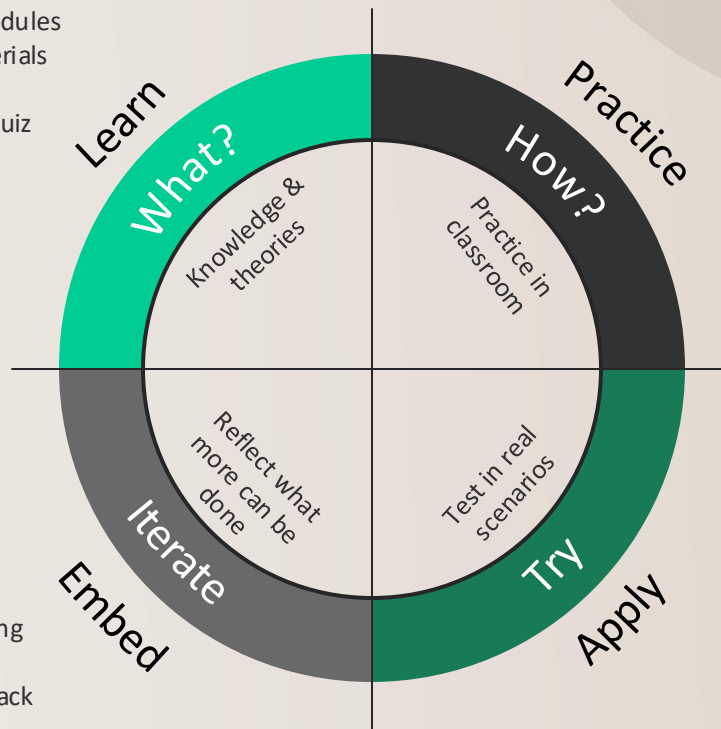 Learn
What?
Knowledge &
theories
Practice
How?
Practice in
classroom
Reflect what
more can be
done
Iterate
Embed
Test in real
scenarios
Try
Apply